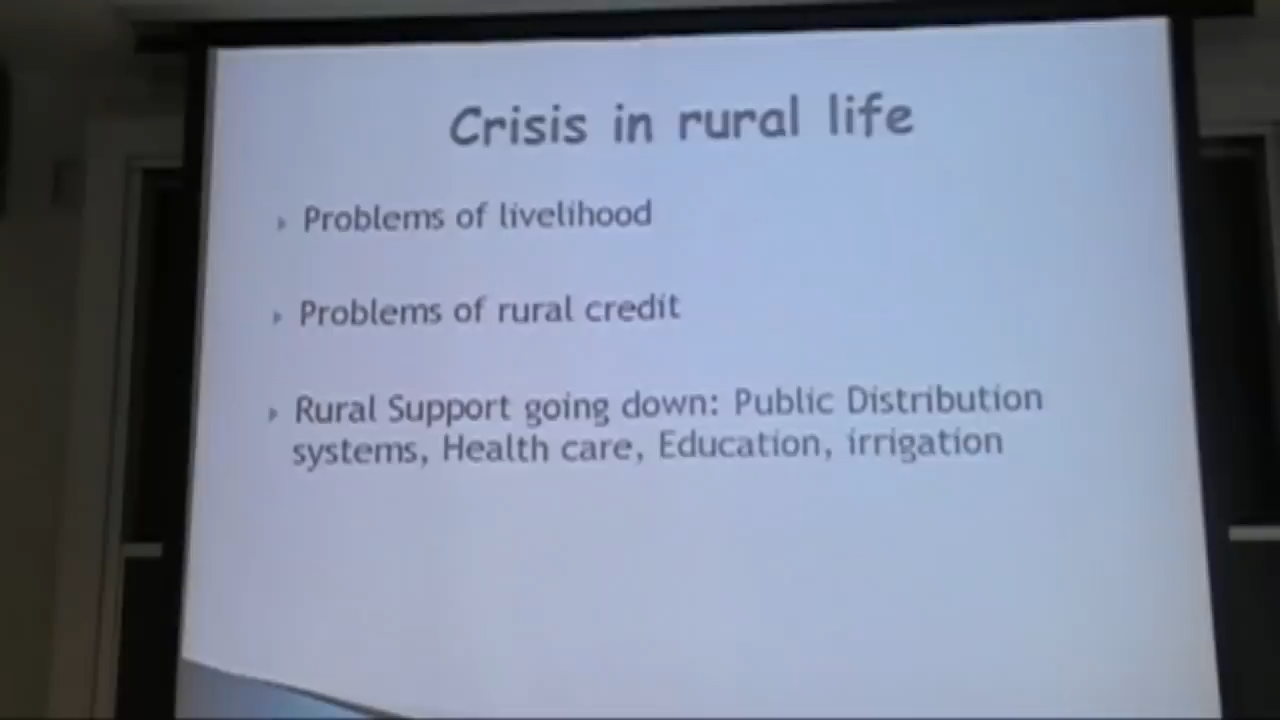 Crisis in rural life
Problems of livelihood
Problems of rural credit
Rural Support going down: Public Distribution
systems, Health care, Education, irrigation